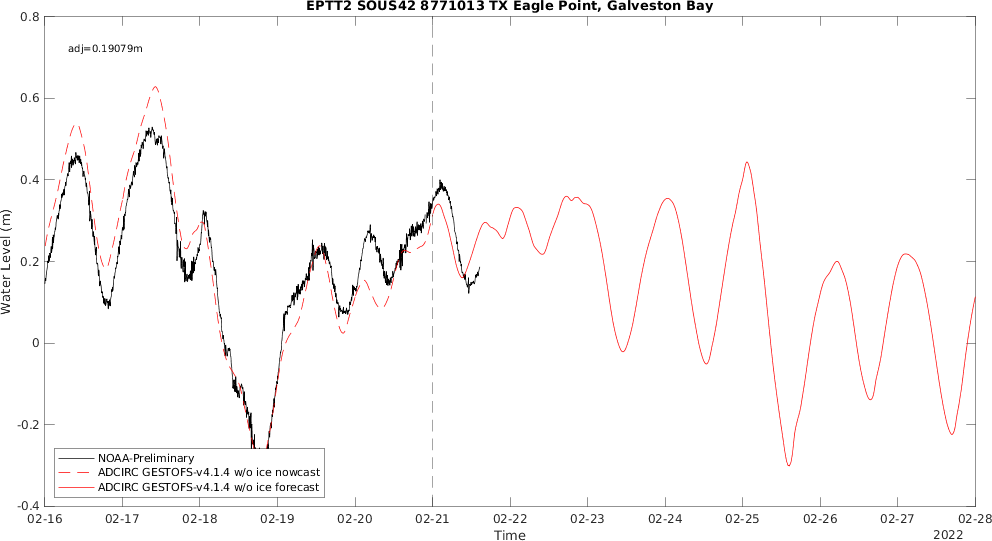 EPTT2 SOUS42 8771013 TX Eagle Point, Galveston Bay
adj=0.19079m
Water Level (m)
0.8
0.6
0.4
0.2
0
-0.2
-0.4
NOAA-Preliminary
ADCIRC GESTOFS-v4.1.4 w/o ice nowcast
ADCIRC GESTOFS-v4.1.4 w/o ice forecast
02-16 02-17 02-18 02-19 02-20 02-21 02-22 02-23 02-24 02-25 02-26 02-27 02-28
Time
2022